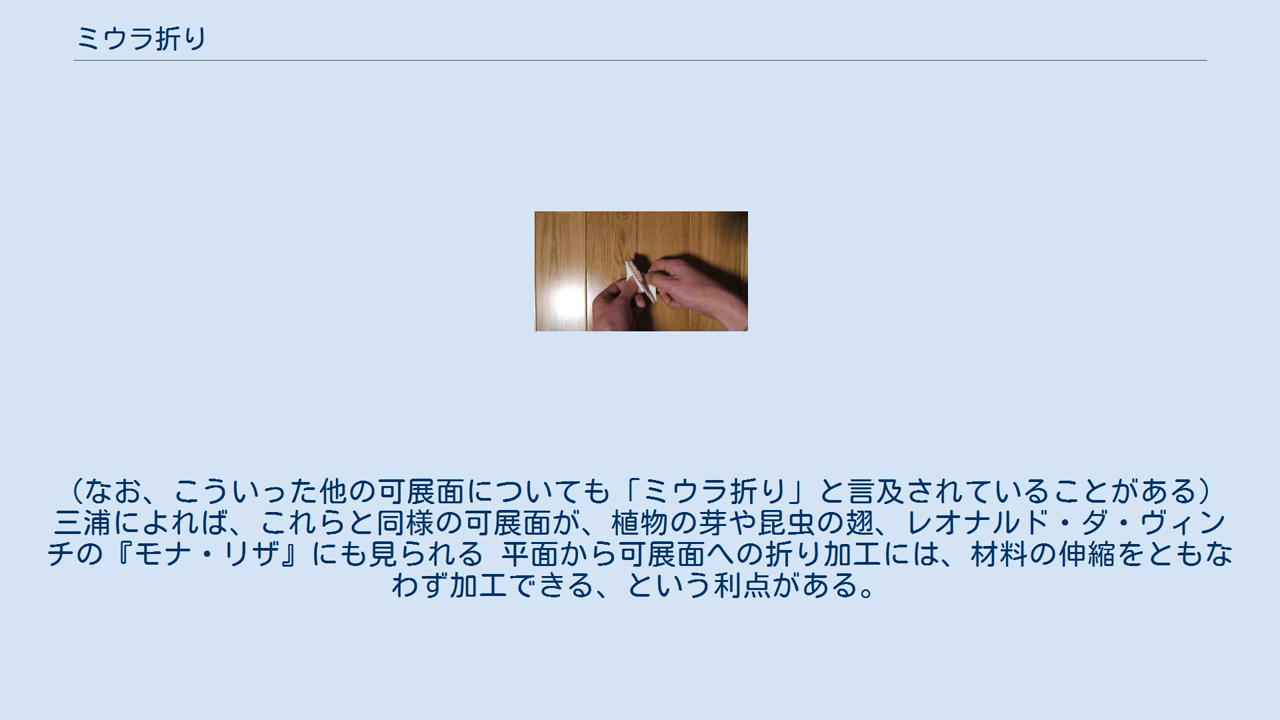 ミウラ折り
（なお、こういった他の可展面についても「ミウラ折り」と言及されていることがある）
三浦によれば、これらと同様の可展面が、植物の芽や昆虫の翅、レオナルド・ダ・ヴィン
チの『モナ・リザ』にも見られる 平面から可展面への折り加工には、材料の伸縮をともな
わず加工できる、という利点がある。